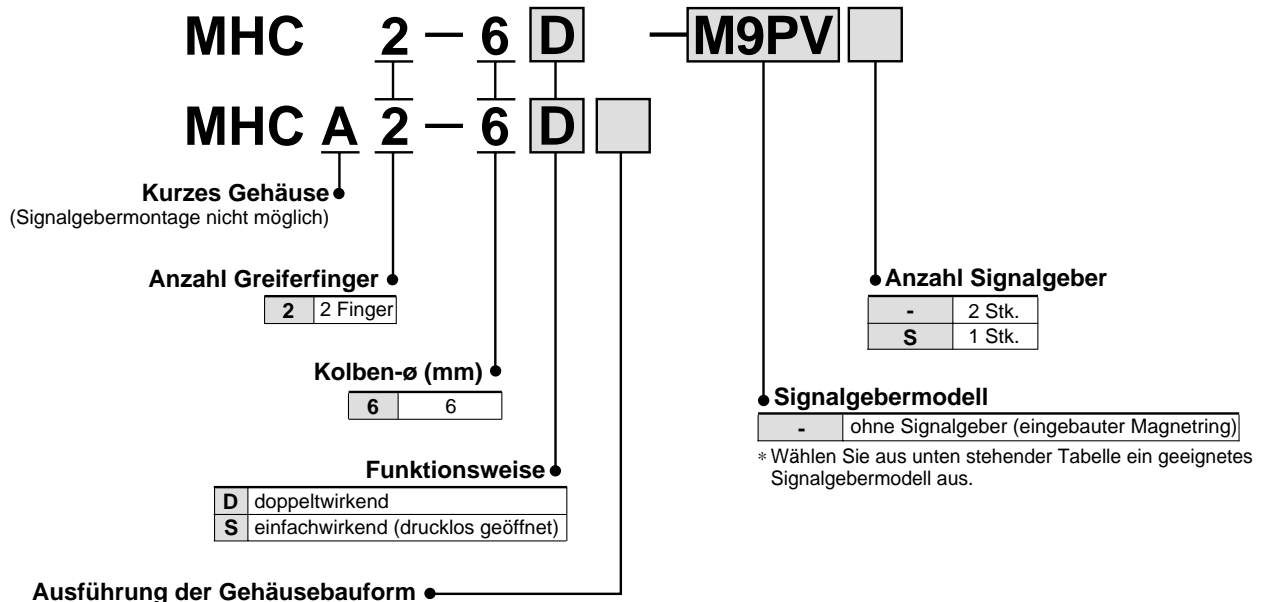 MHC 2 — 6 D — M9PV
MHC A 2 — 6 D
Kurzes Gehäuse
(Signalgebermontage nicht möglich)
Anzahl Greiferfinger
2 2 Finger
Anzahl Signalgeber
- 2 Stk.
S 1 Stk.
Kolben-ø (mm)
6 6
Signalgebermodell
- ohne Signalgeber (eingebauter Magnetring)
* Wählen Sie aus unten stehender Tabelle ein geeignetes
Signalgebermodell aus.
Funktionsweise
D doppeltwirkend
S einfachwirkend (drucklos geöffnet)
Ausführung der Gehäusebauform